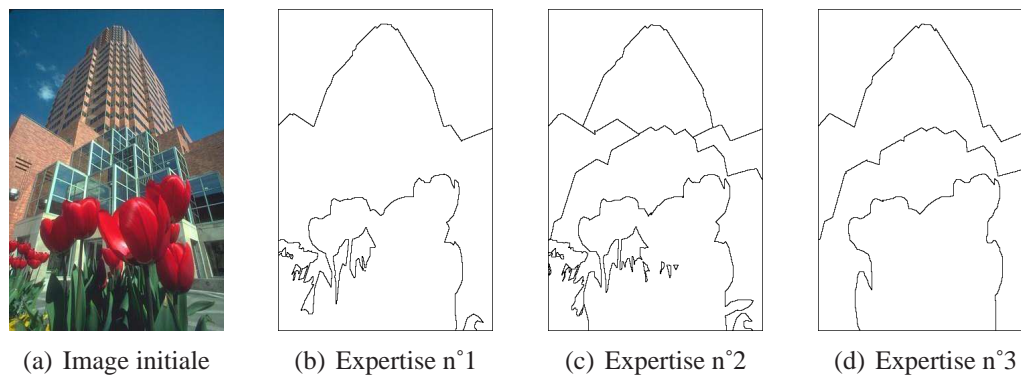 (a) Image initiale
(b) Expertise n°1
(c) Expertise n°2
(d) Expertise n°3